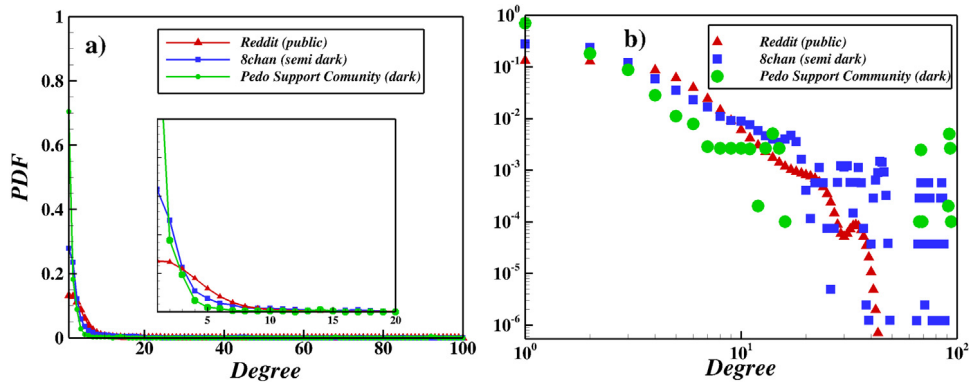 a)
Reddit (public)
8chan (semi dark)
Pedo Support Comunity (dark)
PDF
1
0.8
0.6
0.4
0.2
0
5
10
15
20
20
40
60
80
100
Degree
b)
Reddit (public)
8chan (semi dark)
Pedo Support Community (dark)
10^0
10^-1
10^-2
10^-3
10^-4
10^-5
10^-6
10^0
10^1
10^2
Degree